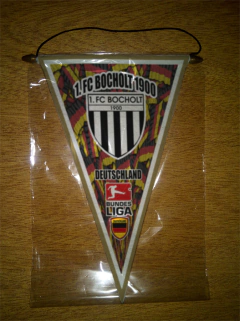 1. FC BOCHOLT 1900
1. FC BOCHOLT
1900
DEUTSCHLAND
BUNDES
LIGA